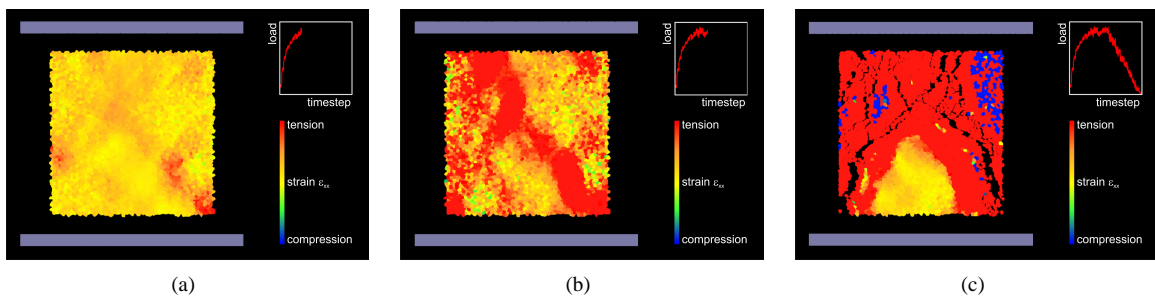 load
timestep
tension
strain εxx
compression
(a)
load
timestep
tension
strain εxx
compression
(b)
load
timestep
tension
strain εxx
compression
(c)